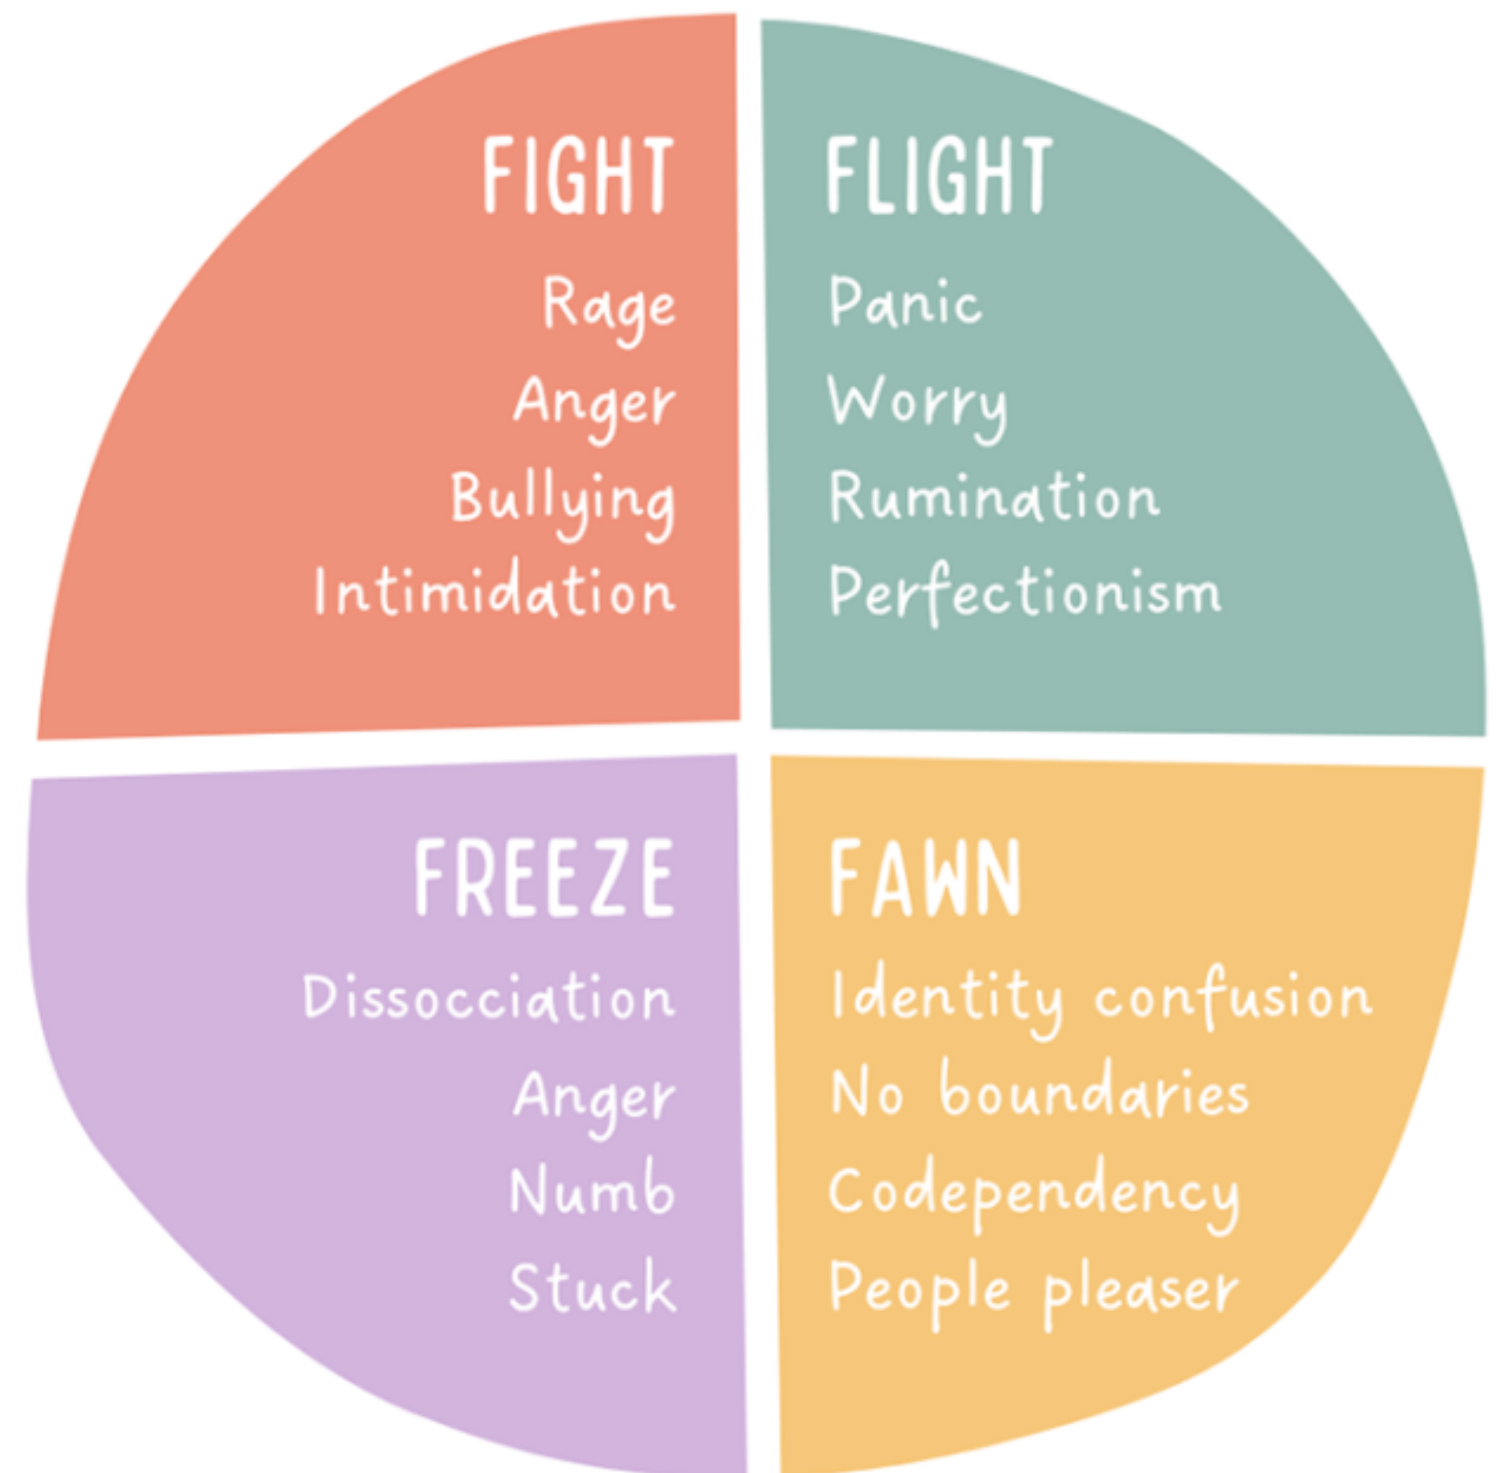 FIGHT
Rage
Anger
Bullying
Intimidation
FLIGHT
Panic
Worry
Rumination
Perfectionism
FREEZE
Dissocciation
Anger
Numb
Stuck
FAWN
Identity confusion
No boundaries
Codependency
People pleaser